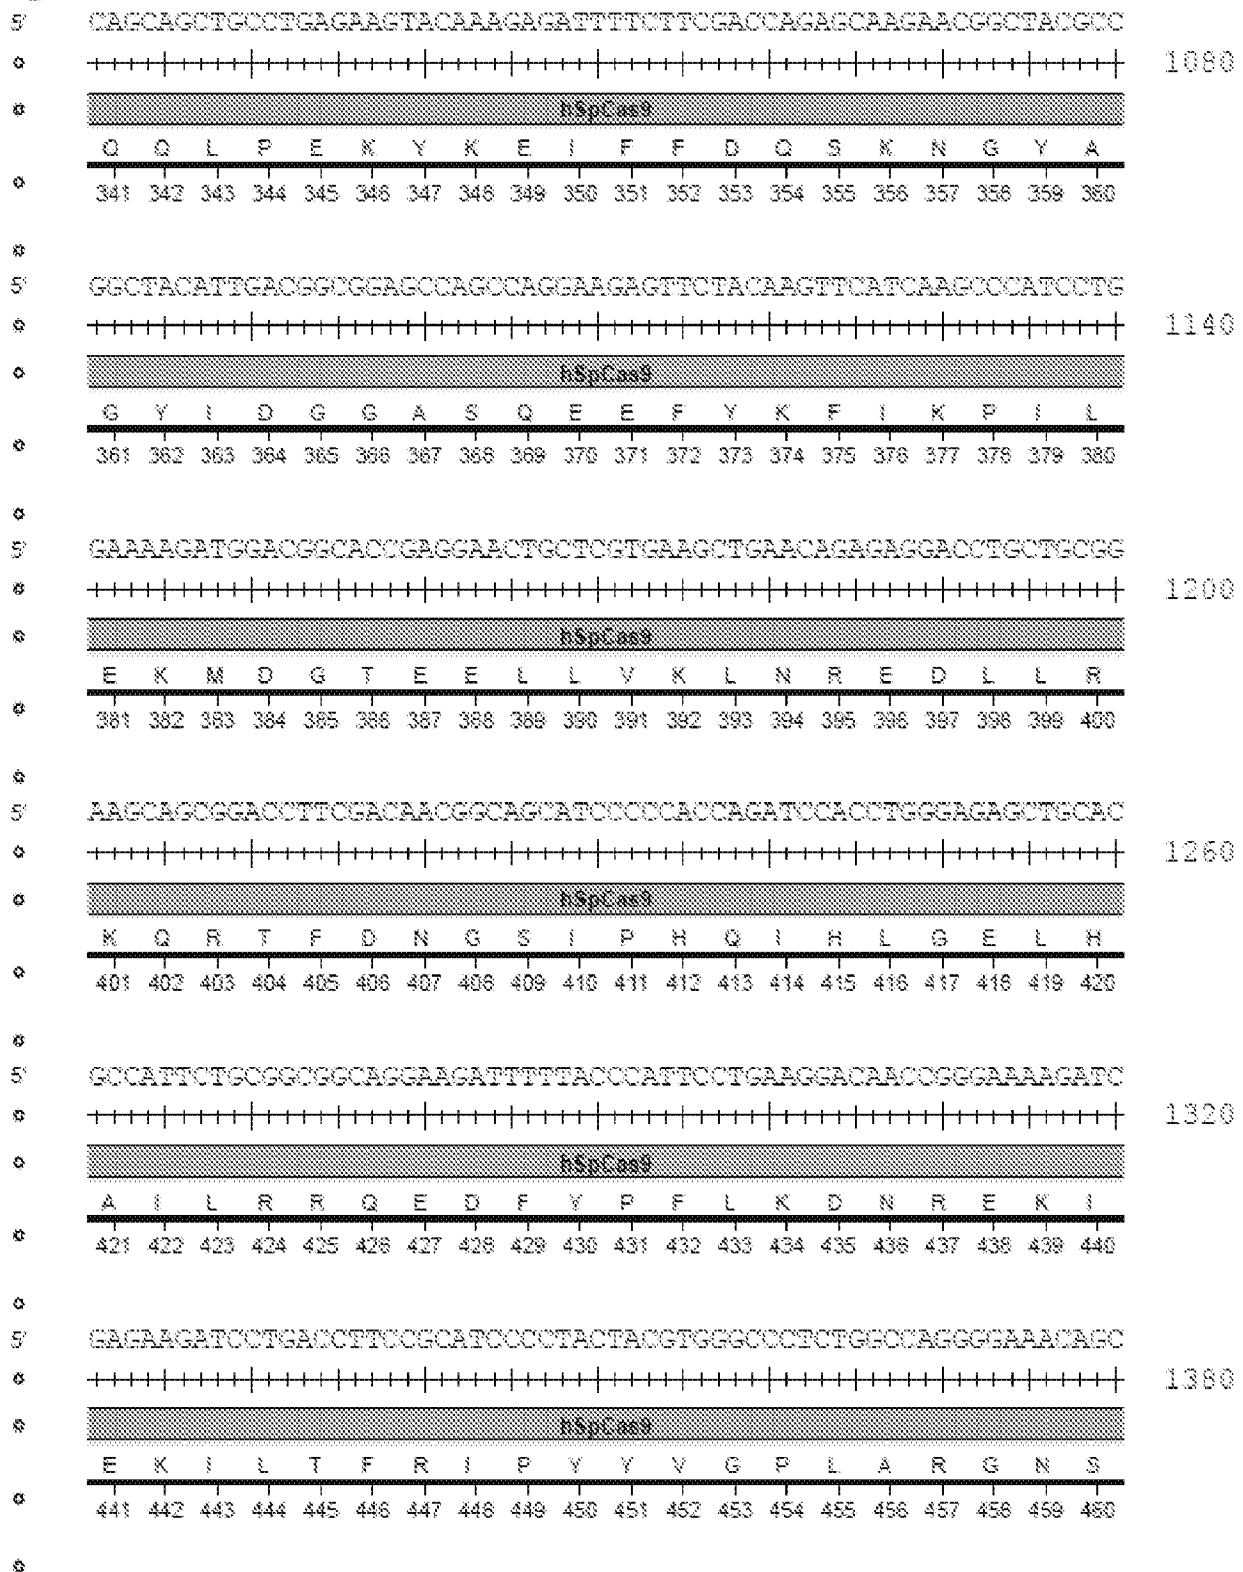 5' CAGCAGCTGCCTGAGAAGTACAAAGAGATTTTCTTCGACCAGAGCAAGAACGGCTACGCC
1080
hSpCas9
Q Q L P E K Y K E I F F D Q S K N G Y A
341 342 343 344 345 346 347 348 349 350 351 352 353 354 355 356 357 358 359 360
5' GGCTACATTGACGGCGGAGCCAGCCAGGAAGAGTTCTACAAGTTCATCAAGCCCATCCTG
1140
hSpCas9
G Y I D G G A S Q E E F Y K F I K P I L
361 362 363 364 365 366 367 368 369 370 371 372 373 374 375 376 377 378 379 380
5' GAAAAGATGGACGGCACCGAGGAACTGCTCGTGAAGCTGAACAGAGAGGACCTGCTGCGG
1200
hSpCas9
E K M D G T E E L L V K L N R E D L L R
381 382 383 384 385 386 387 388 389 390 391 392 393 394 395 396 397 398 399 400
5' AAGCAGCGGACCTTCGACAACGGCAGCATCCCCCACCAGATCCACCTGGGAGAGCTGCAC
1260
hSpCas9
K Q R T F D N G S I P H Q I H L G E L H
401 402 403 404 405 406 407 408 409 410 411 412 413 414 415 416 417 418 419 420
5' GCCATTCTGCGGCGGCAGGAAGATTTTTACCCATTCCTGAAGGACAACCGGGAAAAGATC
1320
hSpCas9
A I L R R Q E D F Y P F L K D N R E K I
421 422 423 424 425 426 427 428 429 430 431 432 433 434 435 436 437 438 439 440
5' GAGAAGATCCTGACCTTCCGCATCCCCTACTACGTGGGCCCTCTGGCCAGGGGAAACAGC
1380
hSpCas9
E K I L T F R I P Y Y V G P L A R G N S
441 442 443 444 445 446 447 448 449 450 451 452 453 454 455 456 457 458 459 460